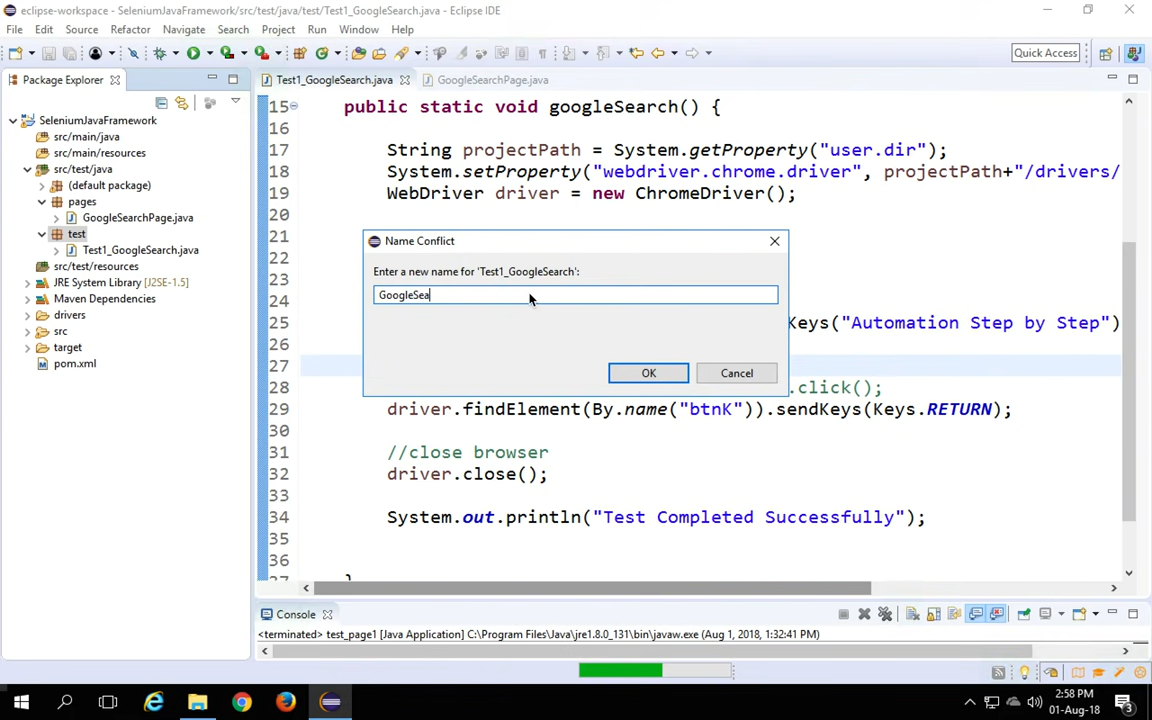 eclipse-workspace - SeleniumJavaFramework/src/test/java/test/Test1_GoogleSearch.java - Eclipse IDE
File Edit Source Refactor Navigate Search Project Run Window Help
Quick Access
Package Explorer
SeleniumJavaFramework
src/main/java
src/main/resources
src/test/java
(default package)
pages
GoogleSearchPage.java
test
Test1_GoogleSearch.java
src/test/resources
JRE System Library [J2SE-1.5]
Maven Dependencies
drivers
src
target
pom.xml
Test1_GoogleSearch.java GoogleSearchPage.java
15 public static void googleSearch() {
16
17 String projectPath = System.getProperty("user.dir");
18 System.setProperty("webdriver.chrome.driver", projectPath+"/drivers/
19 WebDriver driver = new ChromeDriver();
20
21
22
23
24
25 Keys("Automation Step by Step")
26
27
28 .click();
29 driver.findElement(By.name("btnK")).sendKeys(Keys.RETURN);
30
31 //close browser
32 driver.close();
33
34 System.out.println("Test Completed Successfully");
35
36
37 }
Name Conflict
Enter a new name for 'Test1_GoogleSearch':
GoogleSea
OK Cancel
Console
<terminated> test_page1 [Java Application] C:\Program Files\Java\jre1.8.0_131\bin\javaw.exe (Aug 1, 2018, 1:32:41 PM)
2:58 PM
01-Aug-18
3